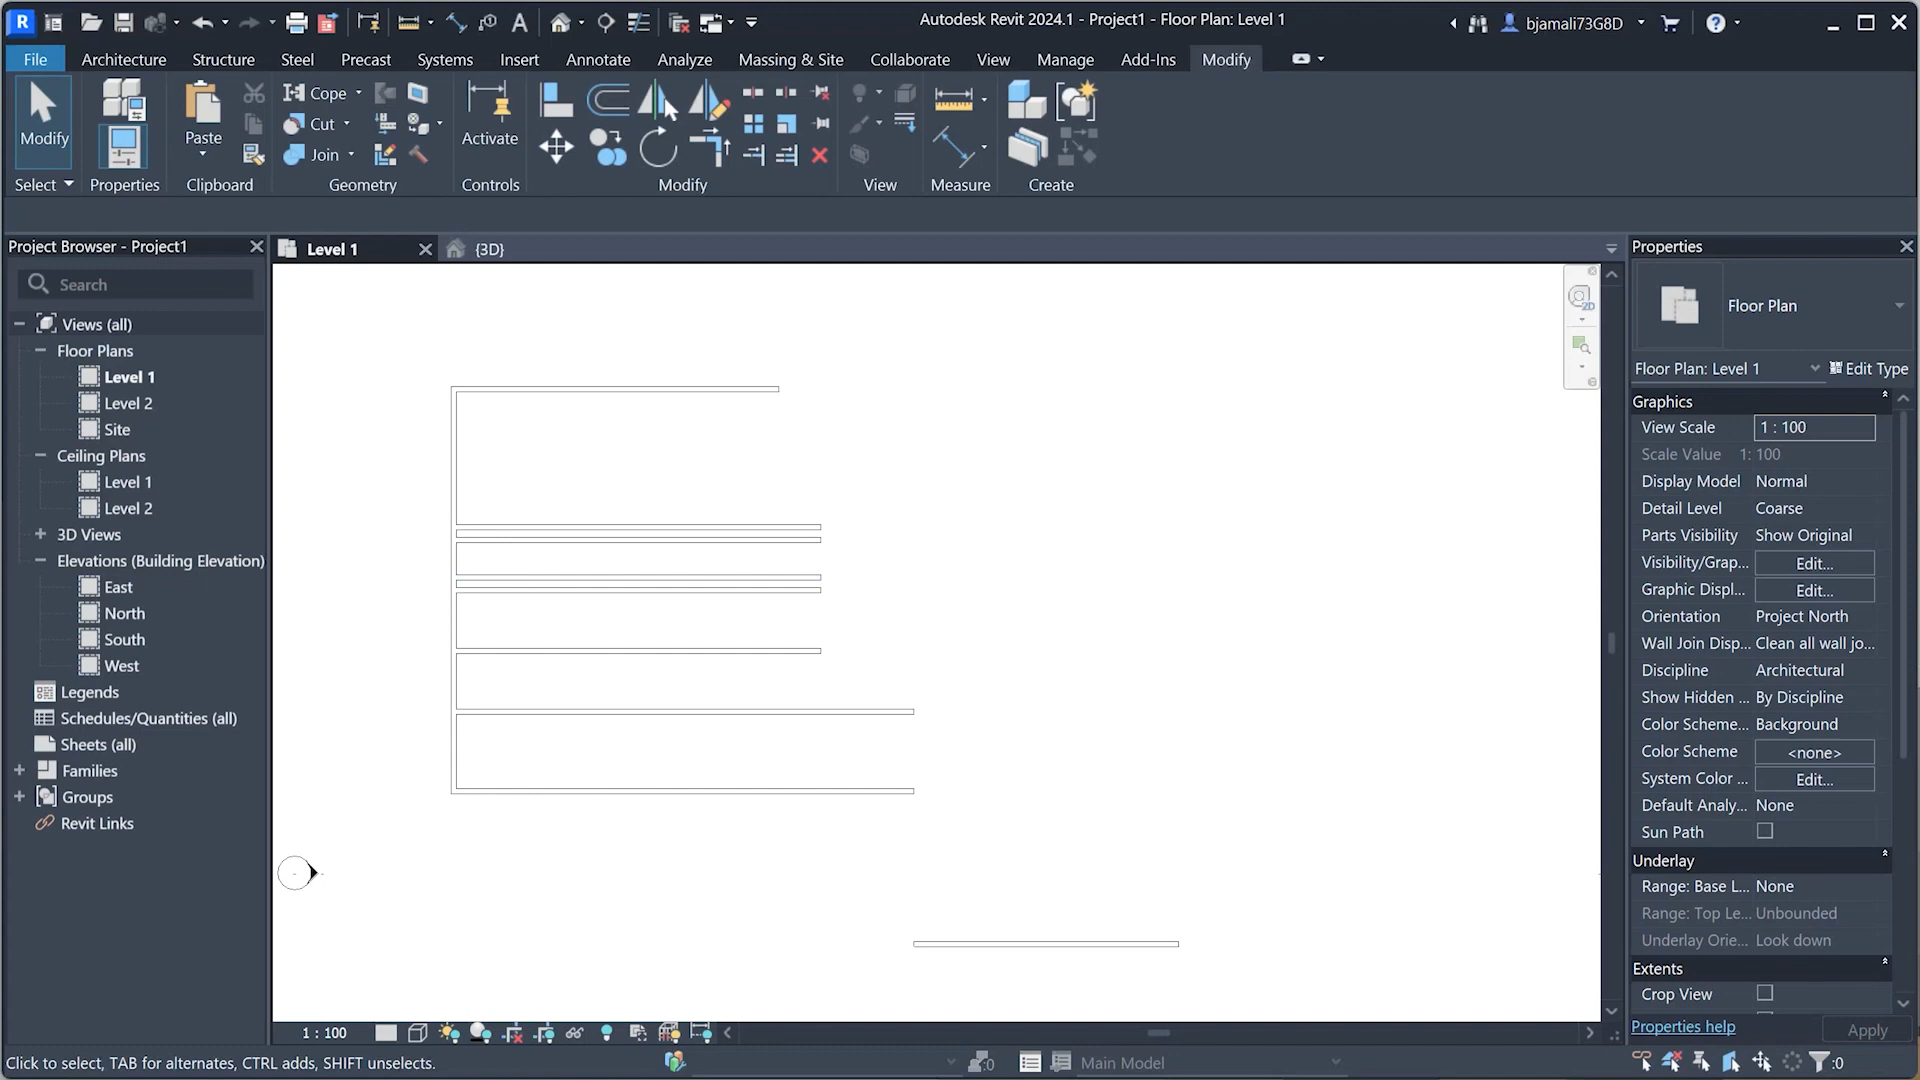 Autodesk Revit 2024.1 - Project1 - Floor Plan: Level 1
bjamali73G8D
File Architecture Structure Steel Precast Systems Insert Annotate Analyze Massing & Site Collaborate View Manage Add-Ins Modify
Modify
Paste
Cope
Cut
Join
Activate
Select Properties Clipboard Geometry Controls Modify View Measure Create
Project Browser - Project1
Search
Views (all)
Floor Plans
Level 1
Level 2
Site
Ceiling Plans
Level 1
Level 2
3D Views
Elevations (Building Elevation)
East
North
South
West
Legends
Schedules/Quantities (all)
Sheets (all)
Families
Groups
Revit Links
Level 1
{3D}
2D
Properties
Floor Plan
Floor Plan: Level 1 Edit Type
Graphics
View Scale 1 : 100
Scale Value 1: 100
Display Model Normal
Detail Level Coarse
Parts Visibility Show Original
Visibility/Grap... Edit...
Graphic Displ... Edit...
Orientation Project North
Wall Join Disp... Clean all wall jo...
Discipline Architectural
Show Hidden ... By Discipline
Color Scheme... Background
Color Scheme <none>
System Color ... Edit...
Default Analy... None
Sun Path
Underlay
Range: Base L... None
Range: Top Le... Unbounded
Underlay Orie... Look down
Extents
Crop View
Properties help Apply
1 : 100
Click to select, TAB for alternates, CTRL adds, SHIFT unselects.
:0
Main Model
:0